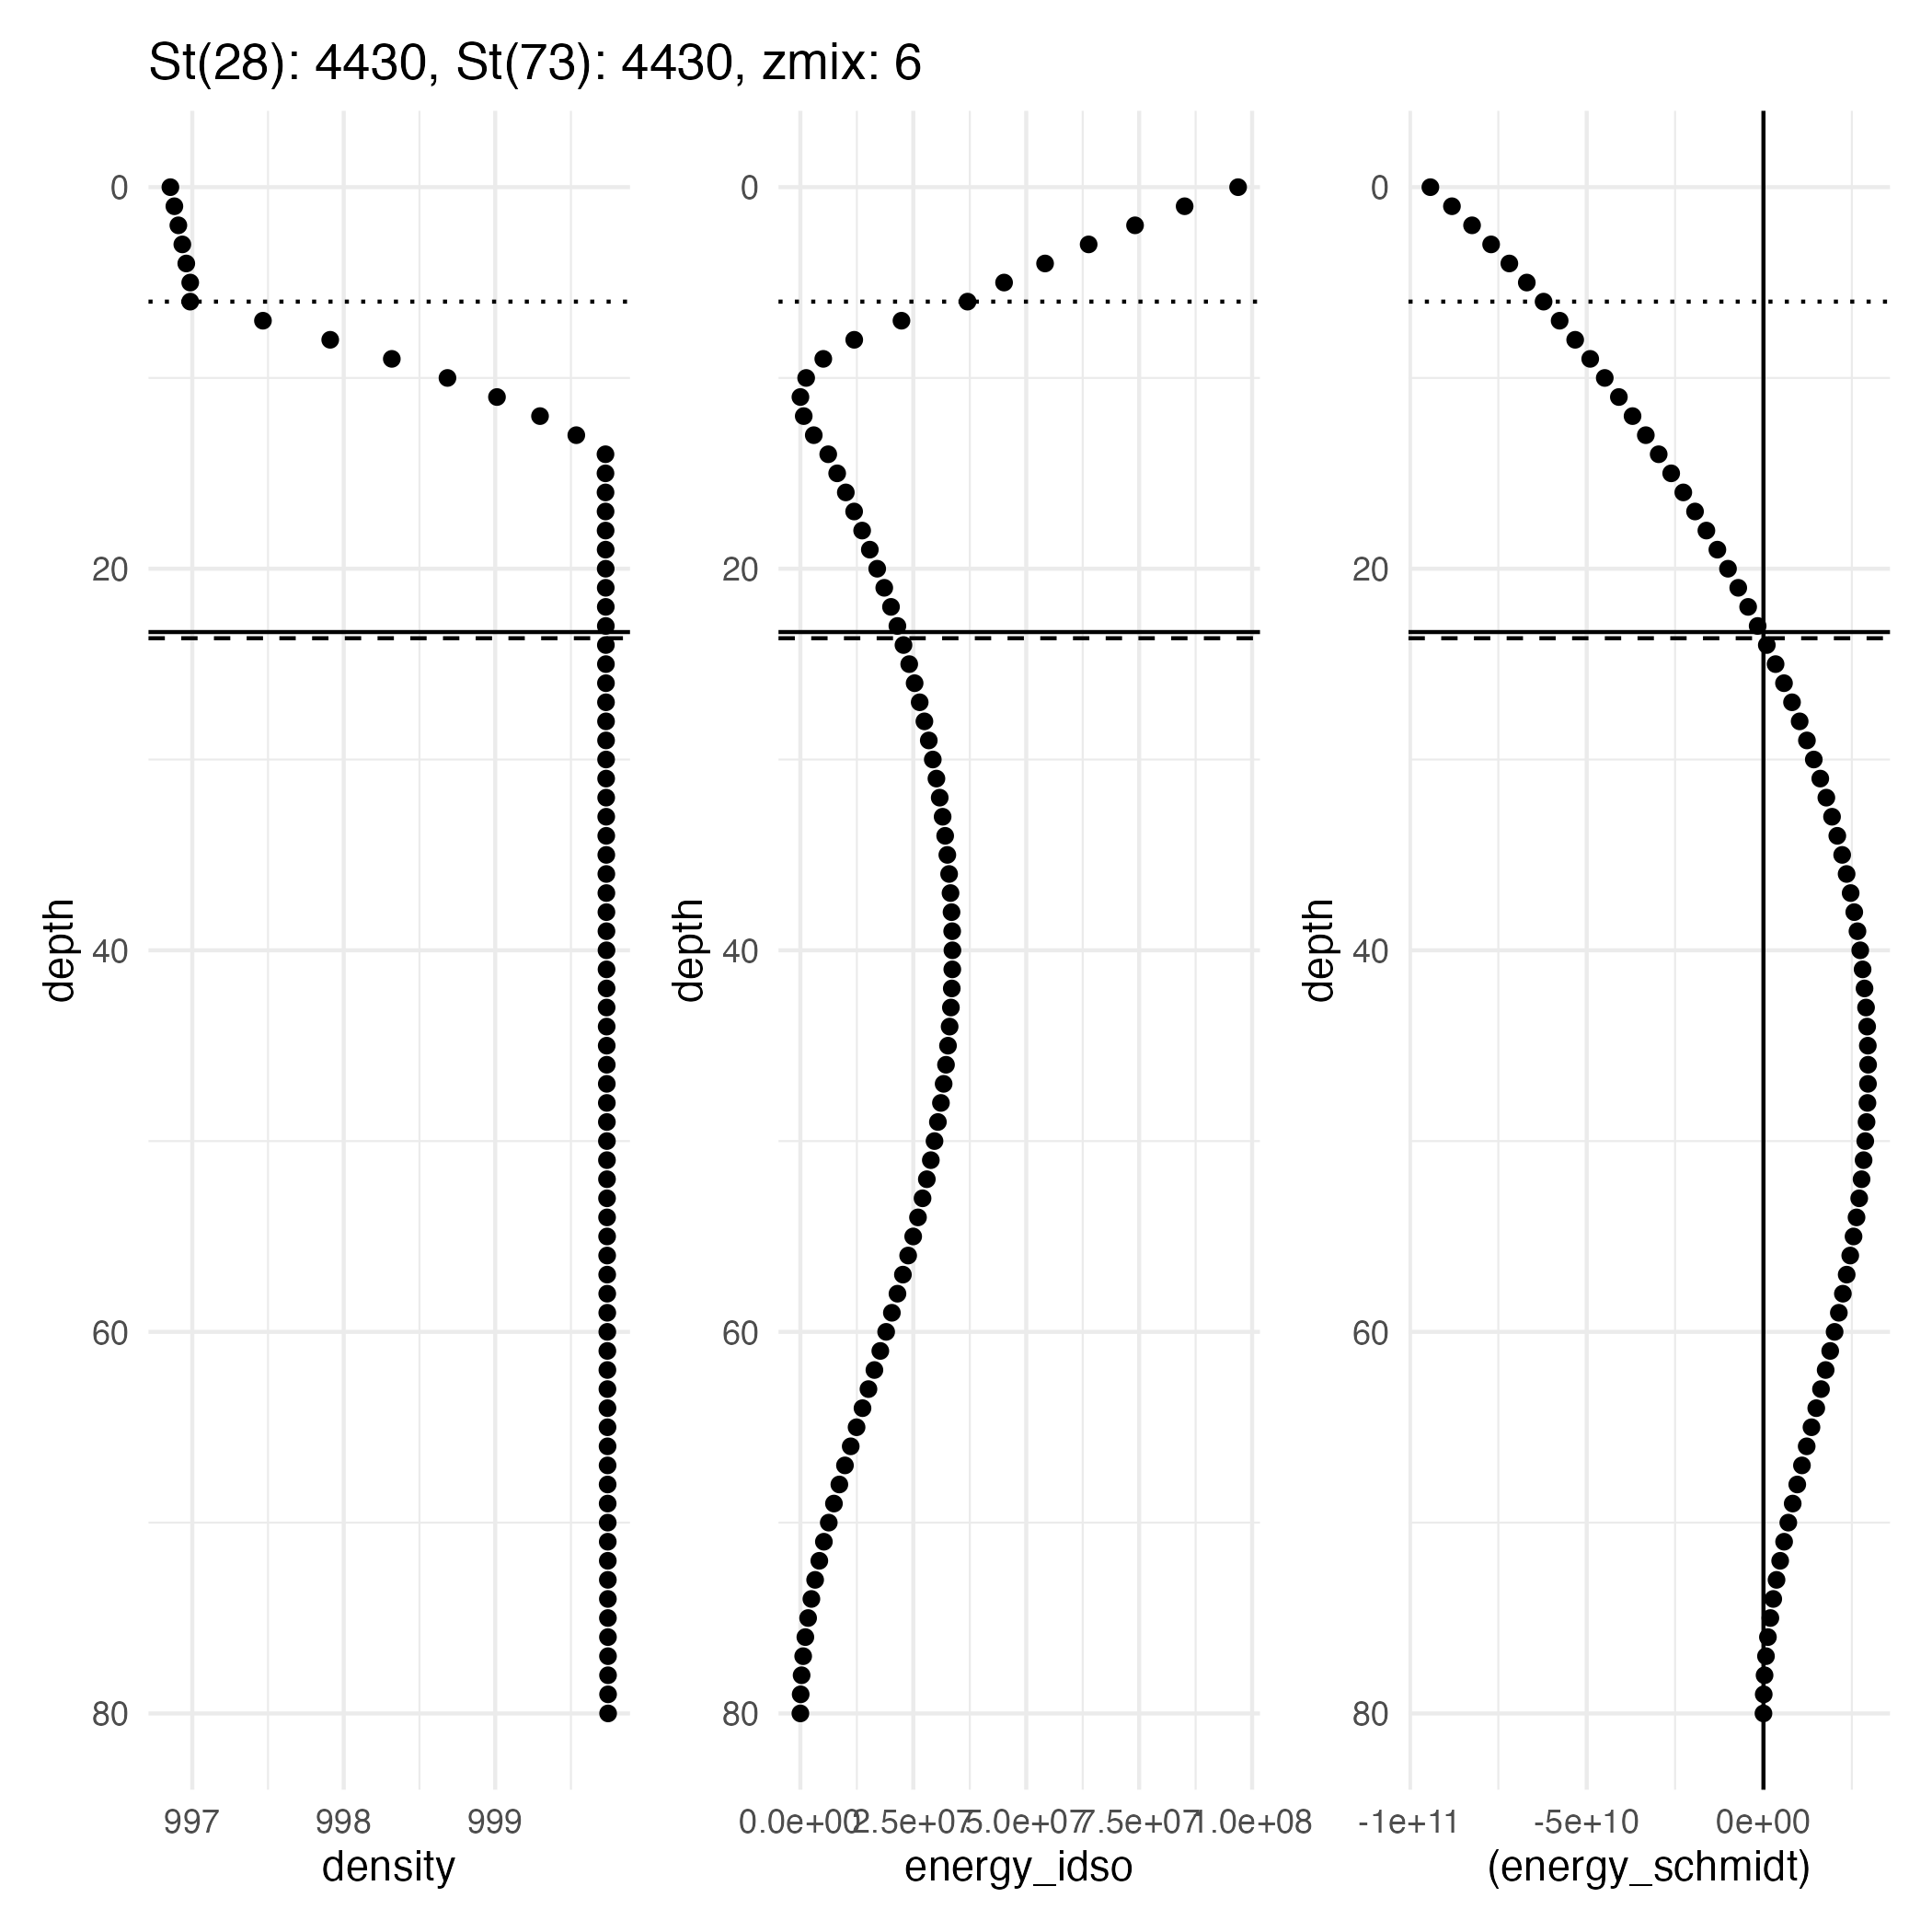 St(28): 4430, St(73): 4430, zmix: 6
0
20
40
60
80
depth
997
998
999
density
0
20
40
60
80
depth
0.0e+00
2.5e+07
5.0e+07
7.5e+07
1.0e+08
energy_idso
0
20
40
60
80
depth
-1e+11
-5e+10
0e+00
(energy_schmidt)